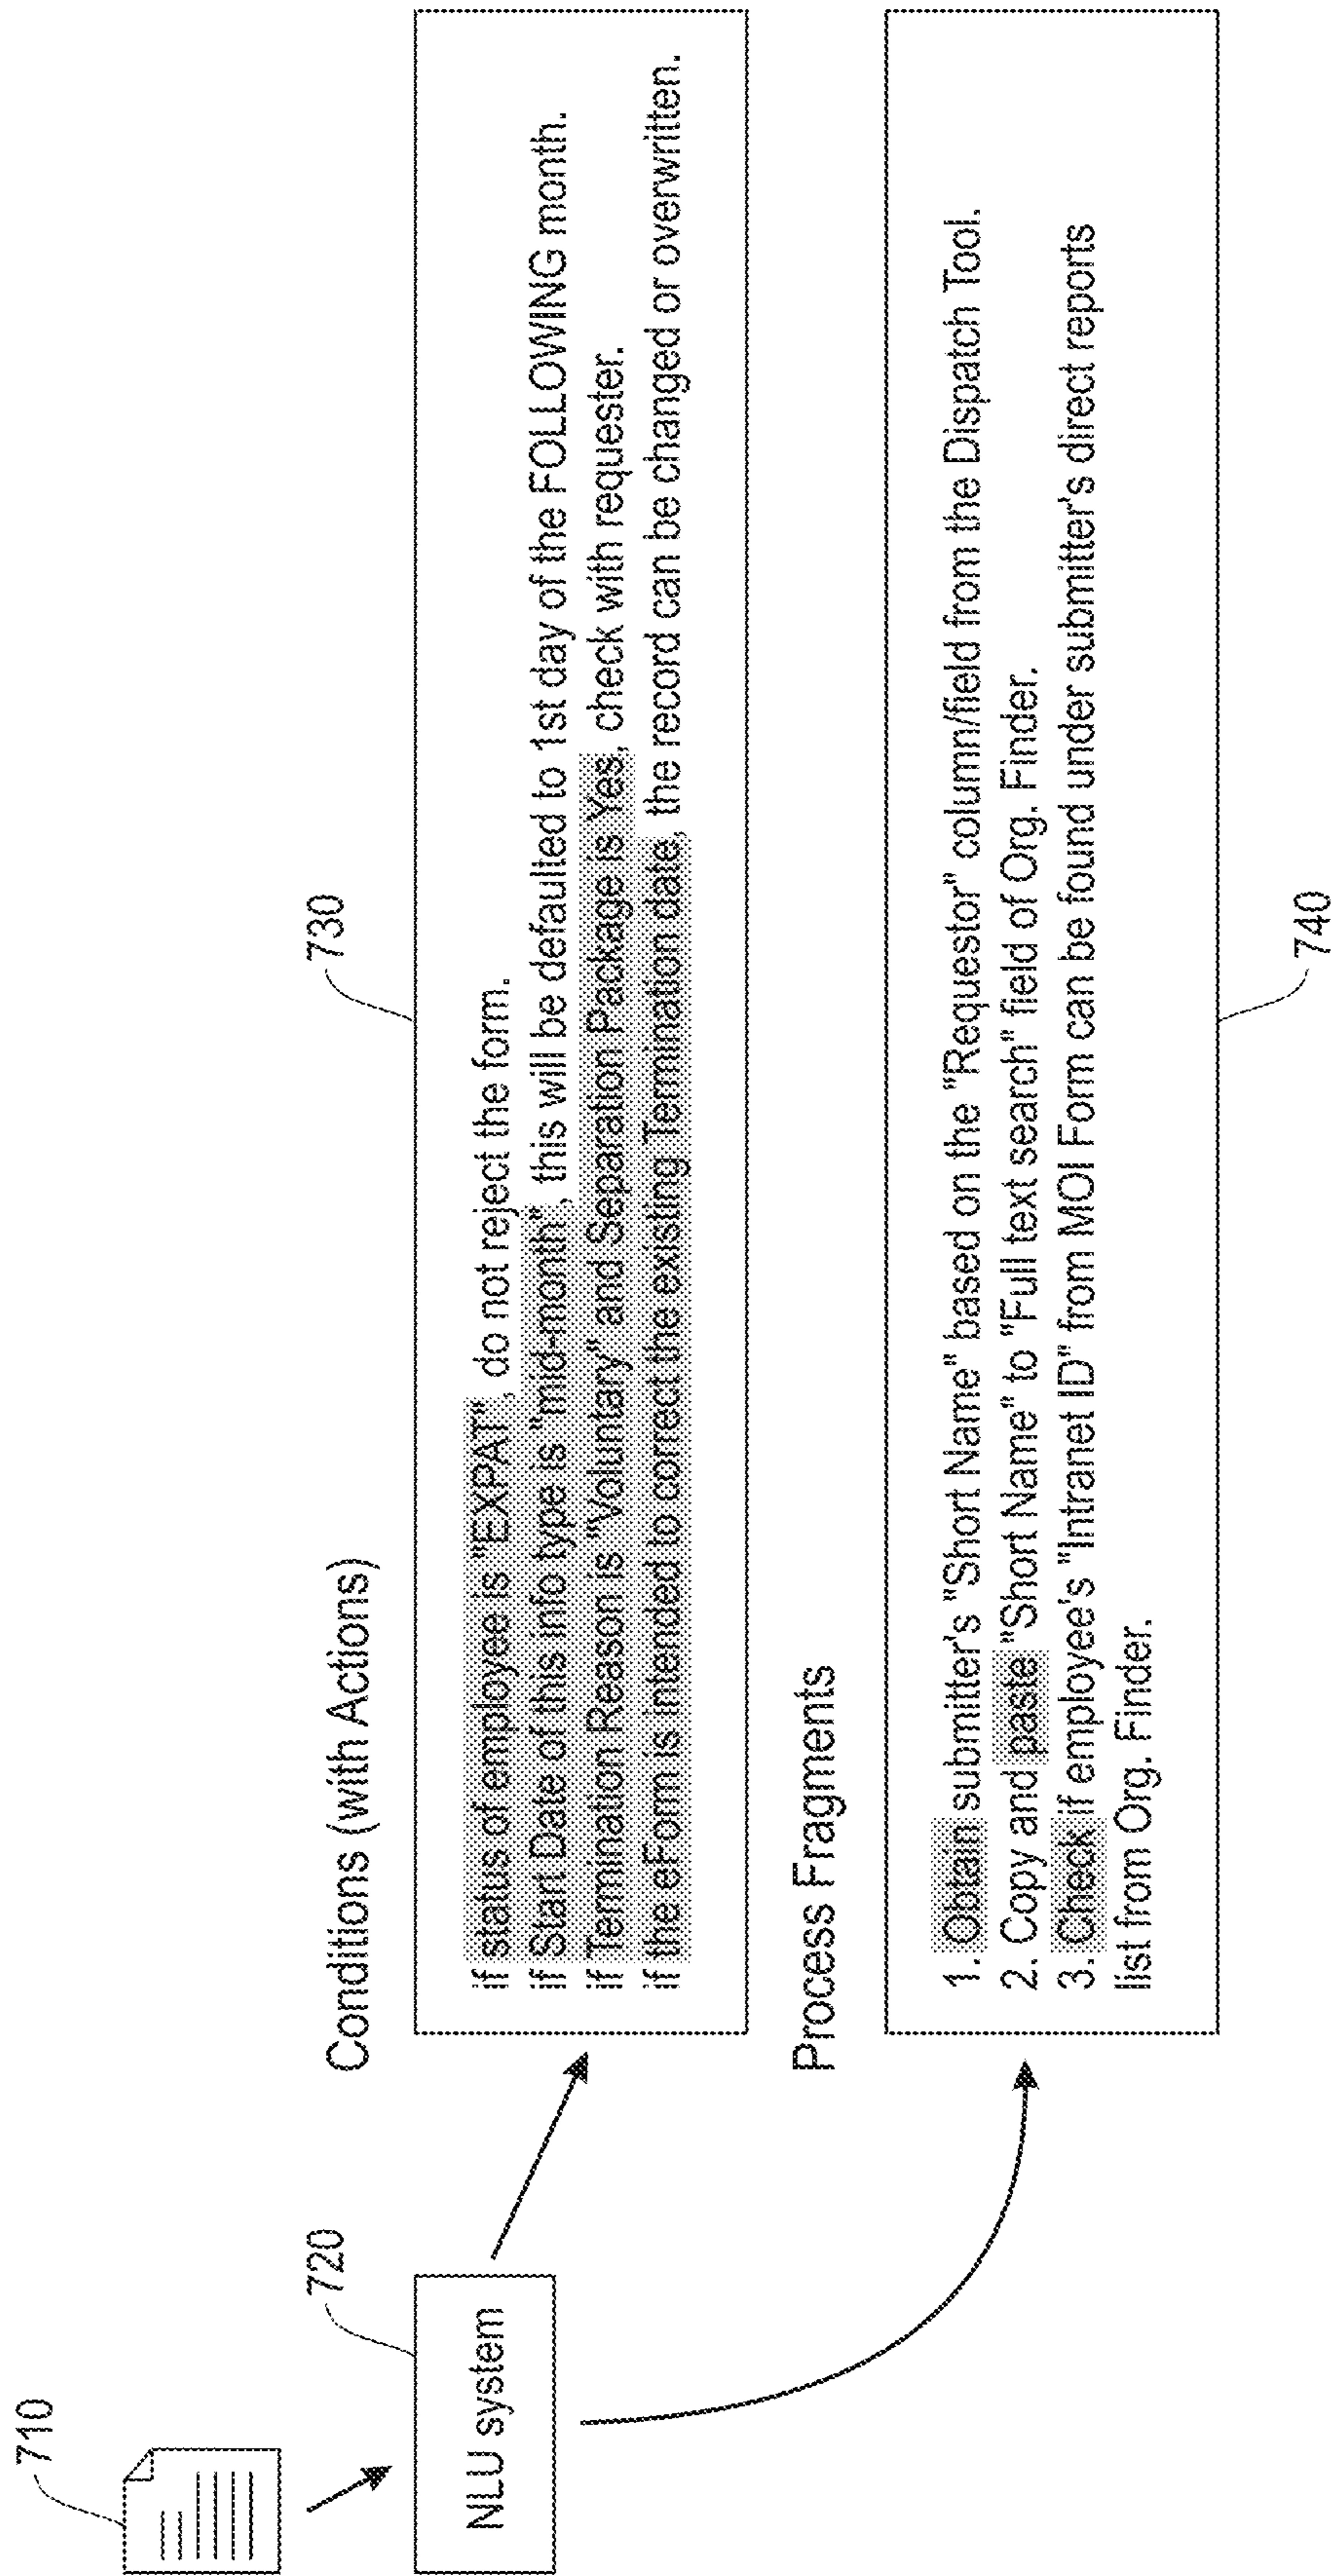 710
720
NLU system
Conditions (with Actions)
730
if status of employee is "EXPAT", do not reject the form.
if Start Date of this info type is "mid-month", this will be defaulted to 1st day of the FOLLOWING month.
if Termination Reason is "Voluntary" and Separation Package is Yes, check with requester.
if the eForm is intended to correct the existing Termination date, the record can be changed or overwritten.
Process Fragments
1. Obtain submitter's "Short Name" based on the "Requestor" column/field from the Dispatch Tool.
2. Copy and paste "Short Name" to "Full text search" field of Org. Finder.
3. Check if employee's "Intranet ID" from MOI Form can be found under submitter's direct reports
list from Org. Finder.
740